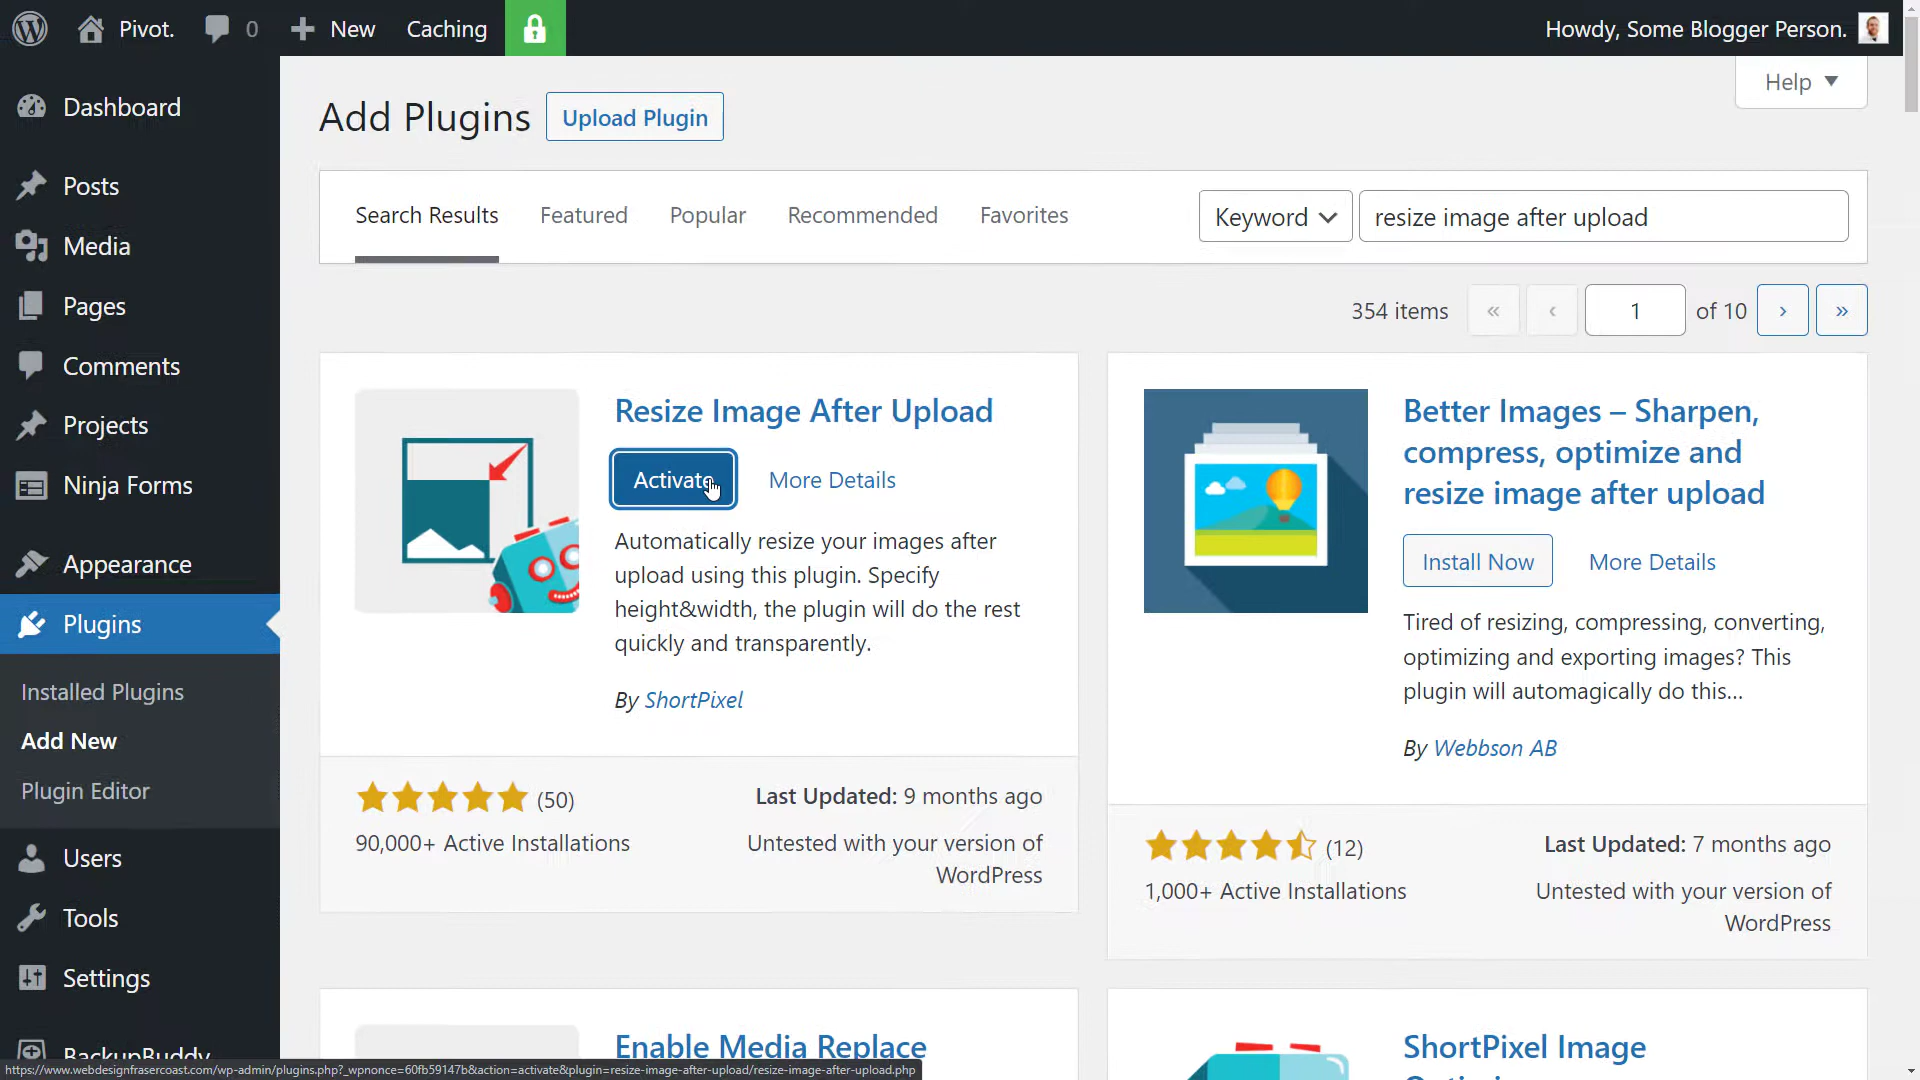 Pivot.
0
New
Caching
Howdy, Some Blogger Person.
Help
Dashboard
Posts
Media
Pages
Comments
Projects
Ninja Forms
Appearance
Plugins
Installed Plugins
Add New
Plugin Editor
Users
Tools
Settings
BackupBuddy
Add Plugins
Upload Plugin
Search Results
Featured
Popular
Recommended
Favorites
Keyword
resize image after upload
354 items
«
‹
1
of 10
›
»
Resize Image After Upload
Activate
More Details
Automatically resize your images after
upload using this plugin. Specify
height&width, the plugin will do the rest
quickly and transparently.
By ShortPixel
(50)
90,000+ Active Installations
Last Updated: 9 months ago
Untested with your version of
WordPress
Better Images – Sharpen,
compress, optimize and
resize image after upload
Install Now
More Details
Tired of resizing, compressing, converting,
optimizing and exporting images? This
plugin will automagically do this...
By Webbson AB
(12)
1,000+ Active Installations
Last Updated: 7 months ago
Untested with your version of
WordPress
Enable Media Replace
ShortPixel Image
https://www.webdesignfrasercoast.com/wp-admin/plugins.php?_wpnonce=60fb59147b&action=activate&plugin=resize-image-after-upload/resize-image-after-upload.php